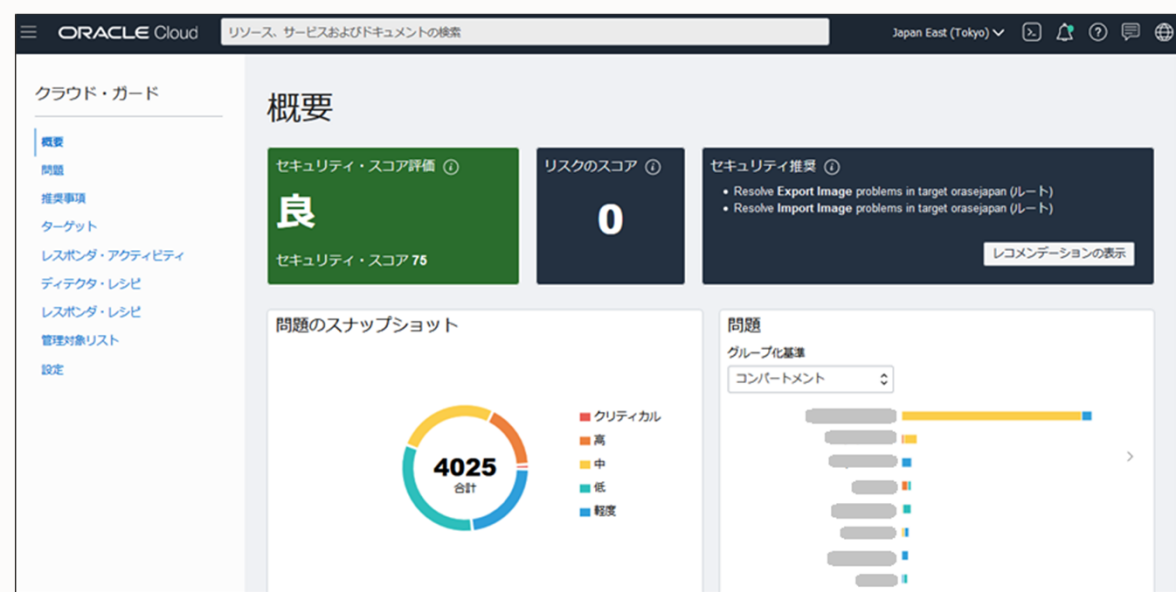 ORACLE Cloud
リソース、サービスおよびドキュメントの検索
Japan East (Tokyo)
クラウド・ガード
概要
問題
推奨事項
ターゲット
レスポンダ・アクティビティ
ディテクタ・レシピ
レスポンダ・レシピ
管理対象リスト
設定
概要
セキュリティ・スコア評価
良
セキュリティ・スコア 75
リスクのスコア
0
セキュリティ推奨
• Resolve Export Image problems in target orasejapan (ルート)
• Resolve Import Image problems in target orasejapan (ルート)
レコメンデーションの表示
問題のスナップショット
4025
合計
クリティカル
高
中
低
軽度
問題
グループ化基準
コンパートメント